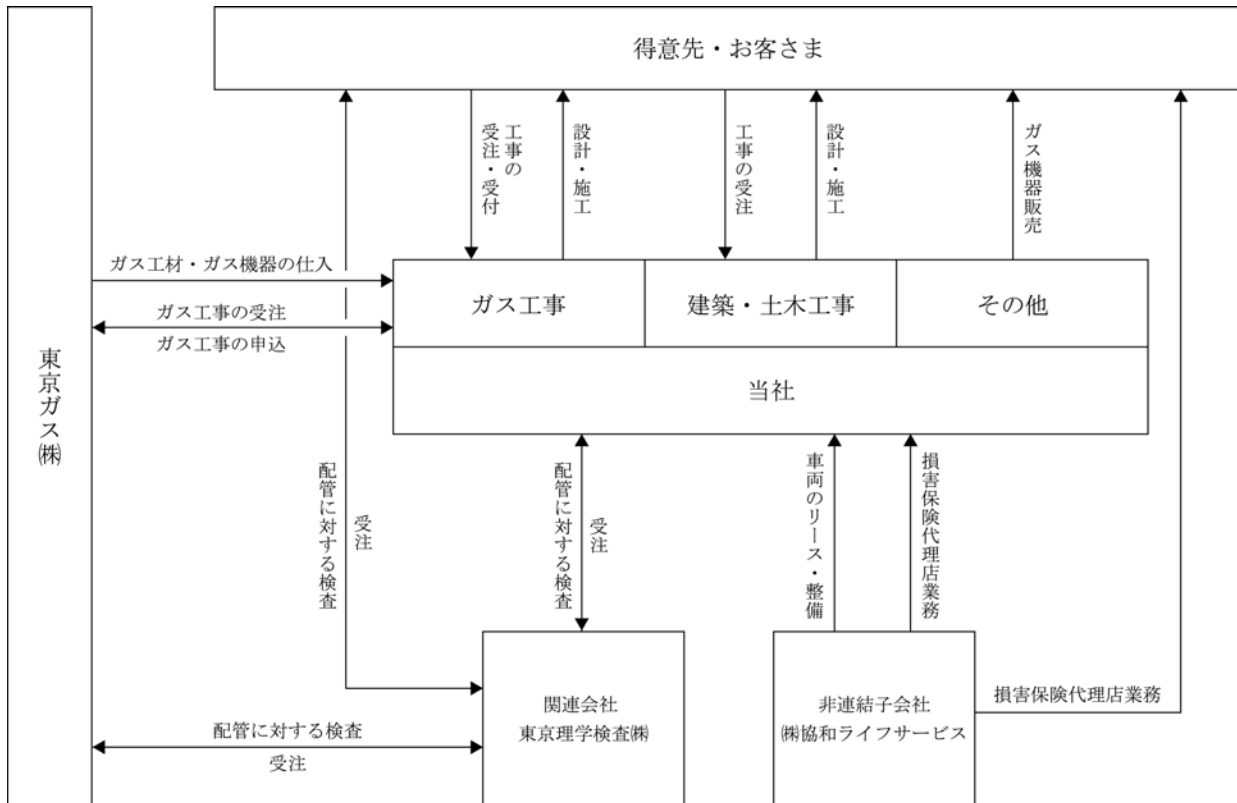 得意先・お客さま
工事の
受注・受付
設計・施工
工事の受注
設計・施工
ガス機器販売
ガス工材・ガス機器の仕入
ガス工事の受注
ガス工事の申込
ガス工事
建築・土木工事
その他
当社
東京ガス㈱
配管に対する検査
受注
配管に対する検査
受注
車両のリース・整備
損害保険代理店業務
関連会社
東京理学検査㈱
非連結子会社
㈱協和ライフサービス
損害保険代理店業務
配管に対する検査
受注